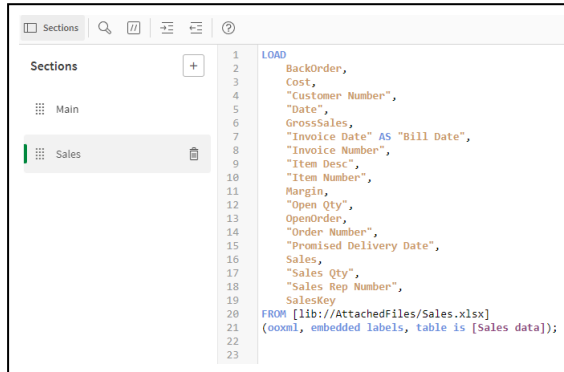 Sections
Sections
Main
Sales
1 LOAD
2 BackOrder,
3 Cost,
4 "Customer Number",
5 "Date",
6 GrossSales,
7 "Invoice Date" AS "Bill Date",
8 "Invoice Number",
9 "Item Desc",
10 "Item Number",
11 Margin,
12 "Open Qty",
13 OpenOrder,
14 "Order Number",
15 "Promised Delivery Date",
16 Sales,
17 "Sales Qty",
18 "Sales Rep Number",
19 SalesKey
20 FROM [lib://AttachedFiles/Sales.xlsx]
21 (ooxml, embedded labels, table is [Sales data]);
22
23